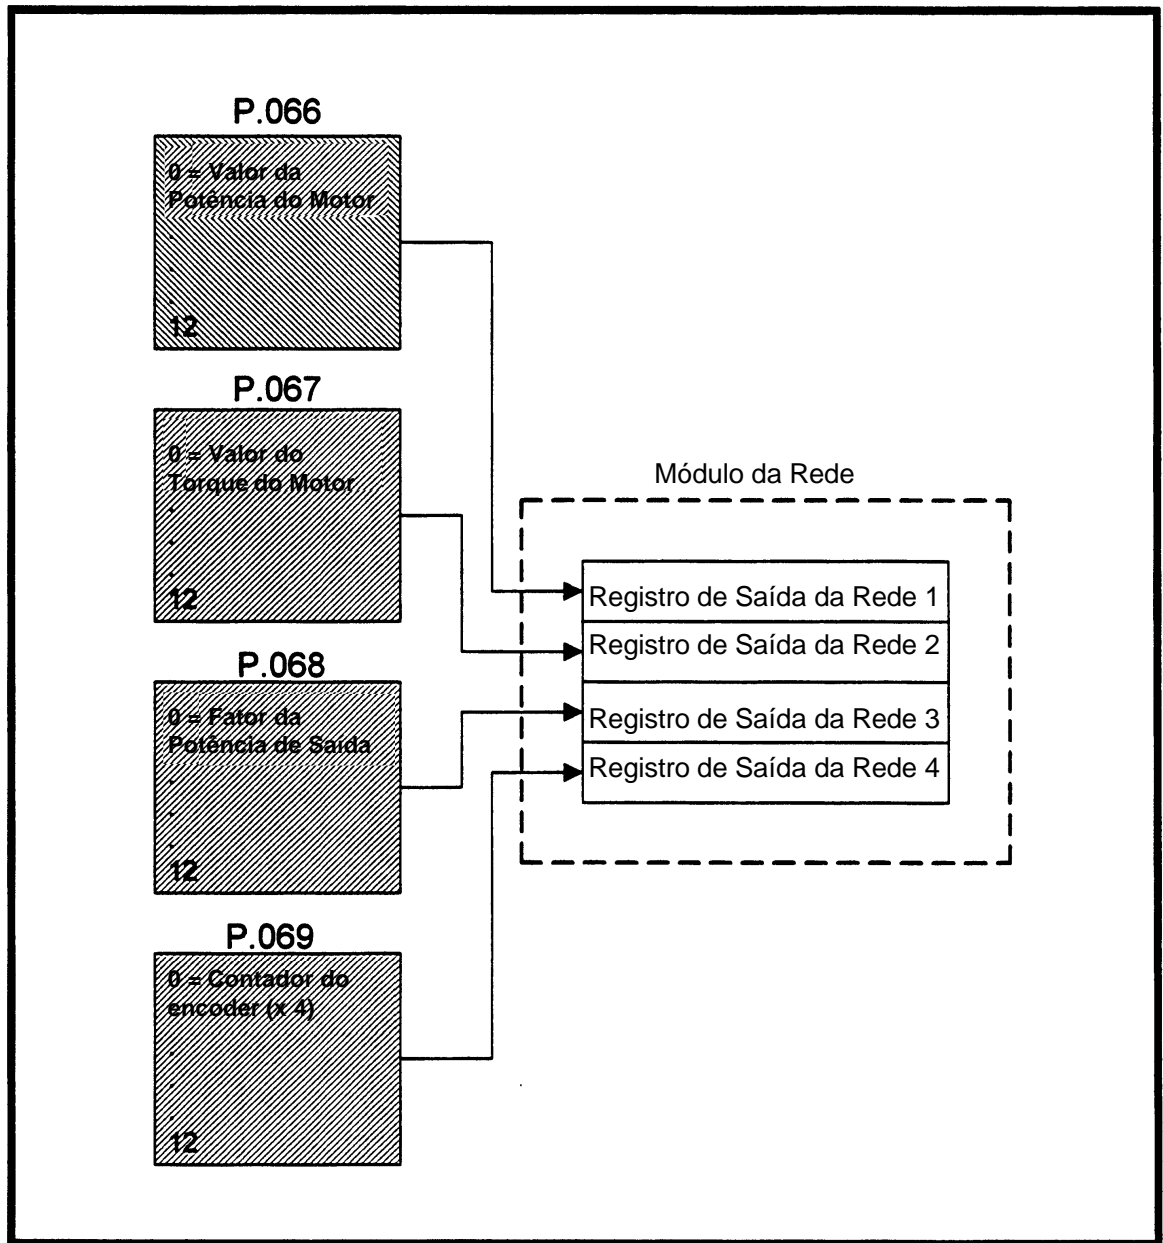 P.066
0 = Valor da
Potência do Motor
.
.
.
12
P.067
0 = Valor do
Torque do Motor
.
.
.
12
P.068
0 = Fator da
Potência de Saída
.
.
.
12
P.069
0 = Contador do
encoder (x 4)
.
.
.
12
Módulo da Rede
Registro de Saída da Rede 1
Registro de Saída da Rede 2
Registro de Saída da Rede 3
Registro de Saída da Rede 4